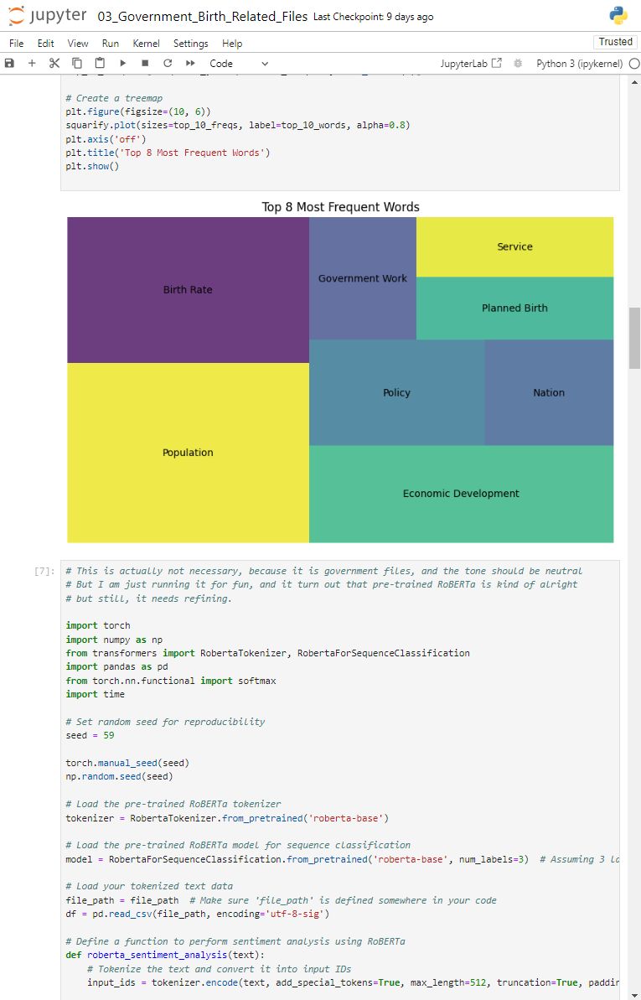 jupyter 03_Government_Birth_Related_Files Last Checkpoint: 9 days ago
File Edit View Run Kernel Settings Help Trusted
Code JupyterLab Python 3 (ipykernel)
# Create a treemap
plt.figure(figsize=(10, 6))
squarify.plot(sizes=top_10_freqs, label=top_10_words, alpha=0.8)
plt.axis('off')
plt.title('Top 8 Most Frequent Words')
plt.show()
Top 8 Most Frequent Words
Service
Government Work
Birth Rate
Planned Birth
Policy
Nation
Population
Economic Development
[7]:
# This is actually not necessary, because it is government files, and the tone should be neutral
# But I am just running it for fun, and it turn out that pre-trained RoBERTa is kind of alright
# but still, it needs refining.
import torch
import numpy as np
from transformers import RobertaTokenizer, RobertaForSequenceClassification
import pandas as pd
from torch.nn.functional import softmax
import time
# Set random seed for reproducibility
seed = 59
torch.manual_seed(seed)
np.random.seed(seed)
# Load the pre-trained RoBERTa tokenizer
tokenizer = RobertaTokenizer.from_pretrained('roberta-base')
# Load the pre-trained RoBERTa model for sequence classification
model = RobertaForSequenceClassification.from_pretrained('roberta-base', num_labels=3) # Assuming 3
# Load your tokenized text data
file_path = file_path # Make sure 'file_path' is defined somewhere in your code
df = pd.read_csv(file_path, encoding='utf-8-sig')
# Define a function to perform sentiment analysis using RoBERTa
def roberta_sentiment_analysis(text):
# Tokenize the text and convert it into input IDs
input_ids = tokenizer.encode(text, add_special_tokens=True, max_length=512, truncation=True,